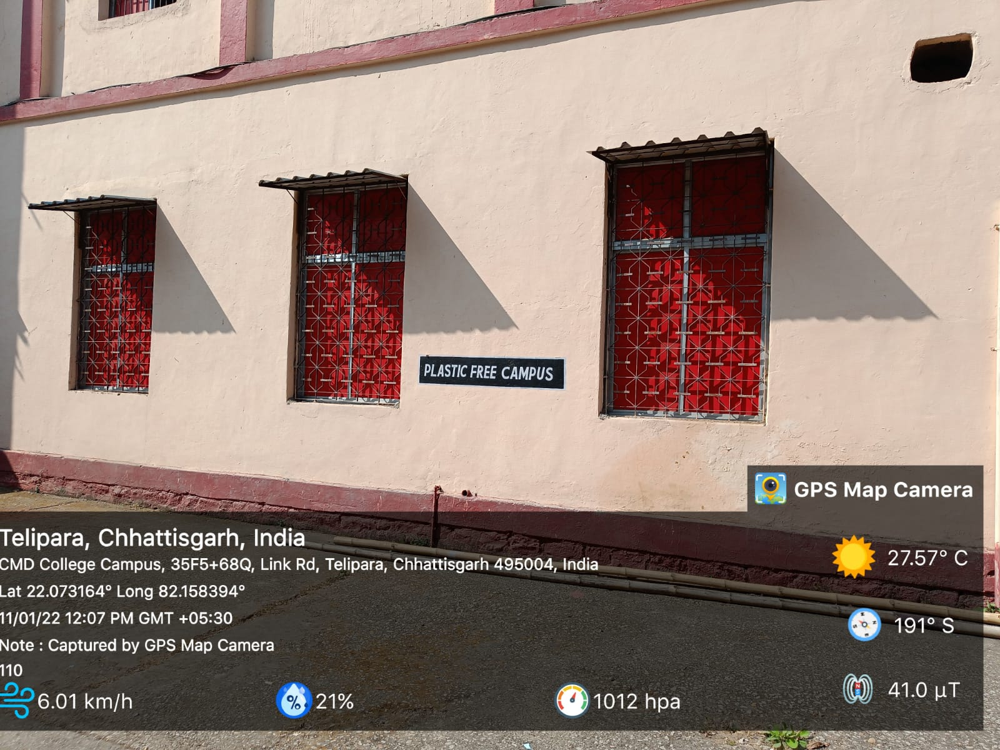 PLASTIC FREE CAMPUS
GPS Map Camera
Telipara, Chhattisgarh, India
CMD College Campus, 35F5+68Q, Link Rd, Telipara, Chhattisgarh 495004, India
Lat 22.073164° Long 82.158394°
11/01/22 12:07 PM GMT +05:30
Note : Captured by GPS Map Camera
110
27.57° C
191° S
41.0 µT
6.01 km/h
21%
1012 hpa